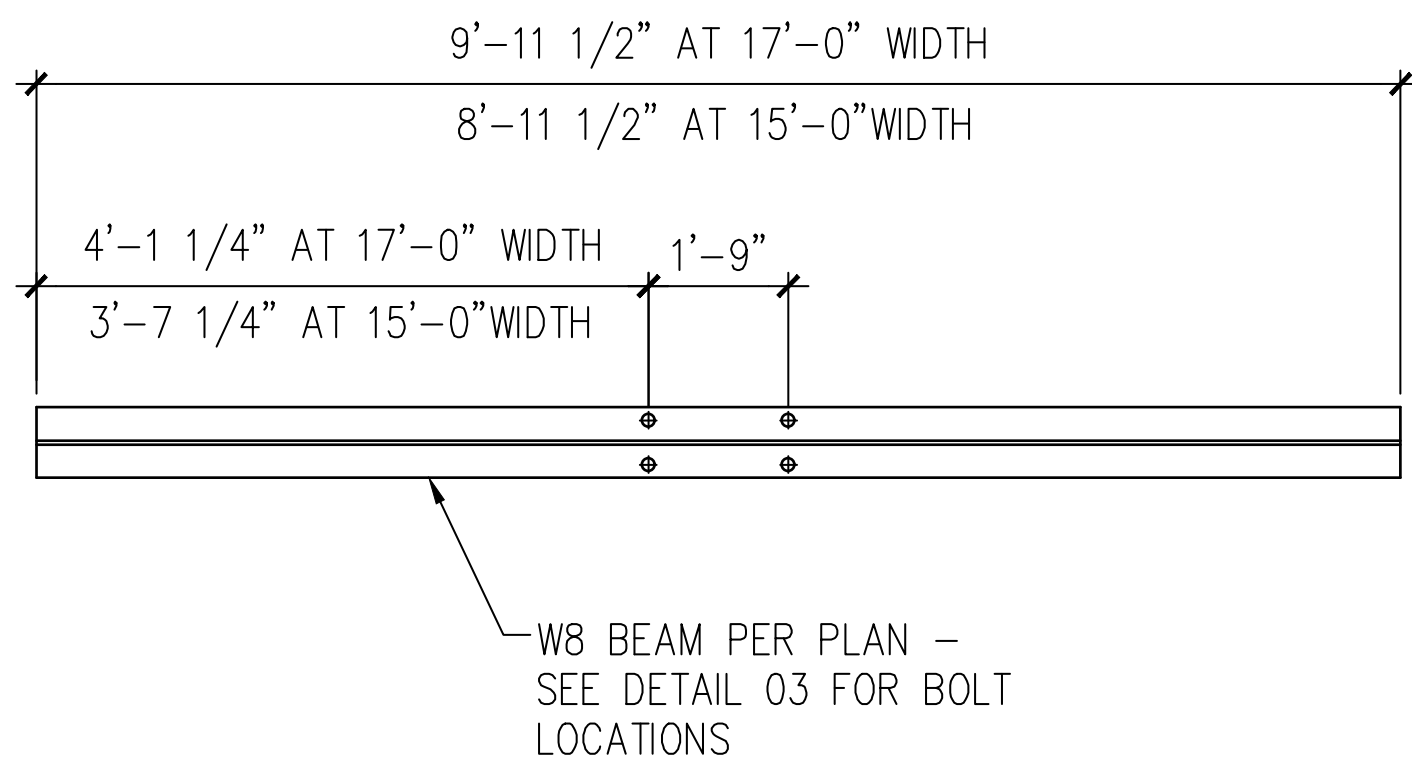 9’-11 1/2” AT 17’-0” WIDTH
8’-11 1/2” AT 15’-0”WIDTH
4’-1 1/4” AT 17’-0” WIDTH
1’-9”
3’-7 1/4” AT 15’-0”WIDTH
W8 BEAM PER PLAN -
SEE DETAIL 03 FOR BOLT
LOCATIONS